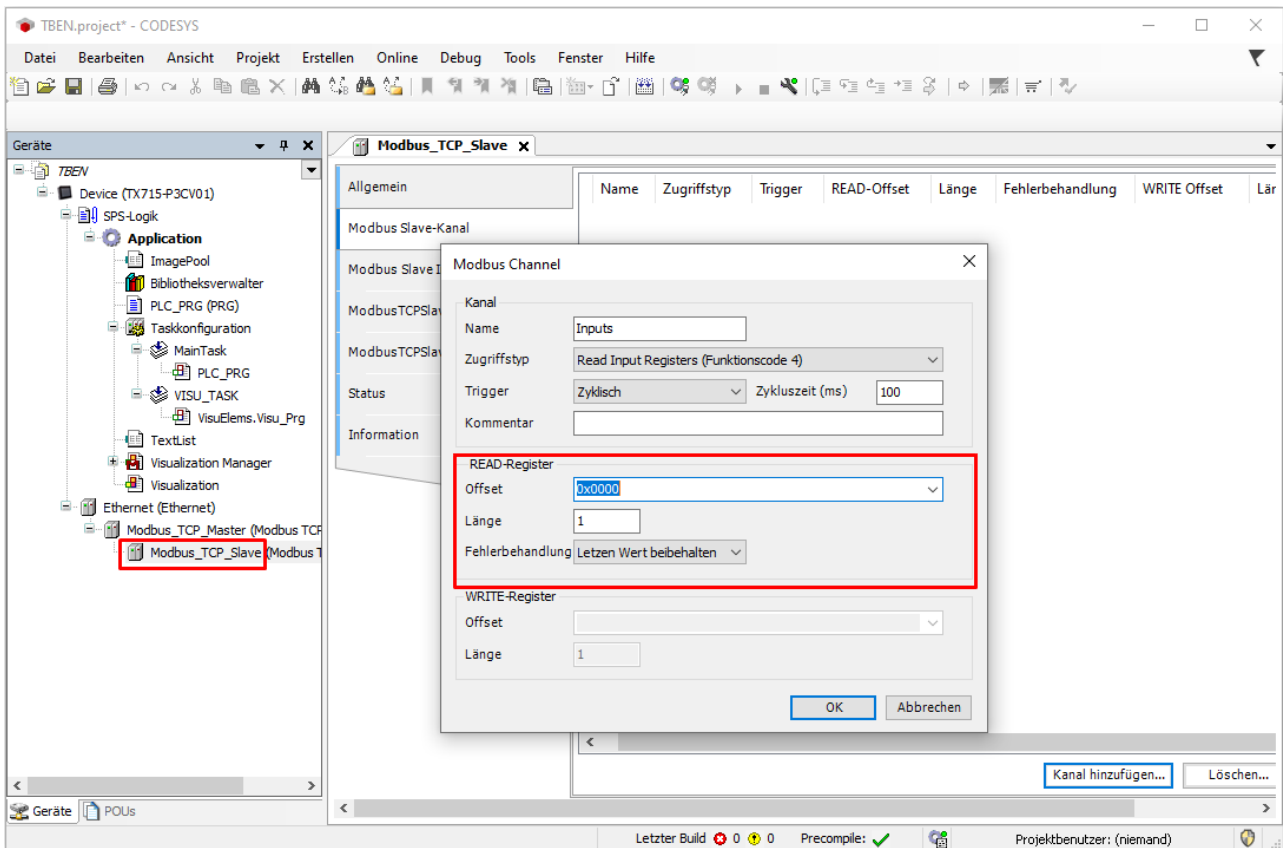 TBEN.project* - CODESYS
Datei Bearbeiten Ansicht Projekt Erstellen Online Debug Tools Fenster Hilfe
Geräte
TBEN
Device (TX715-P3CV01)
SPS-Logik
Application
ImagePool
Bibliotheksverwalter
PLC_PRG (PRG)
Taskkonfiguration
MainTask
PLC_PRG
VISU_TASK
VisuElems.Visu_Prg
TextList
Visualization Manager
Visualization
Ethernet (Ethernet)
Modbus_TCP_Master (Modbus TCP
Modbus_TCP_Slave (Modbus T
Geräte POUs
Modbus_TCP_Slave
Allgemein
Modbus Slave-Kanal
Modbus Slave I
ModbusTCPSlav
ModbusTCPSlav
Status
Information
Name Zugriffstyp Trigger READ-Offset Länge Fehlerbehandlung WRITE Offset Län
Modbus Channel
Kanal
Name Inputs
Zugriffstyp Read Input Registers (Funktionscode 4)
Trigger Zyklisch Zykluszeit (ms) 100
Kommentar
READ-Register
Offset 0x0000
Länge 1
Fehlerbehandlung Letzen Wert beibehalten
WRITE-Register
Offset
Länge 1
OK Abbrechen
Kanal hinzufügen... Löschen...
Letzter Build 0 0 Precompile: Projektbenutzer: (niemand)